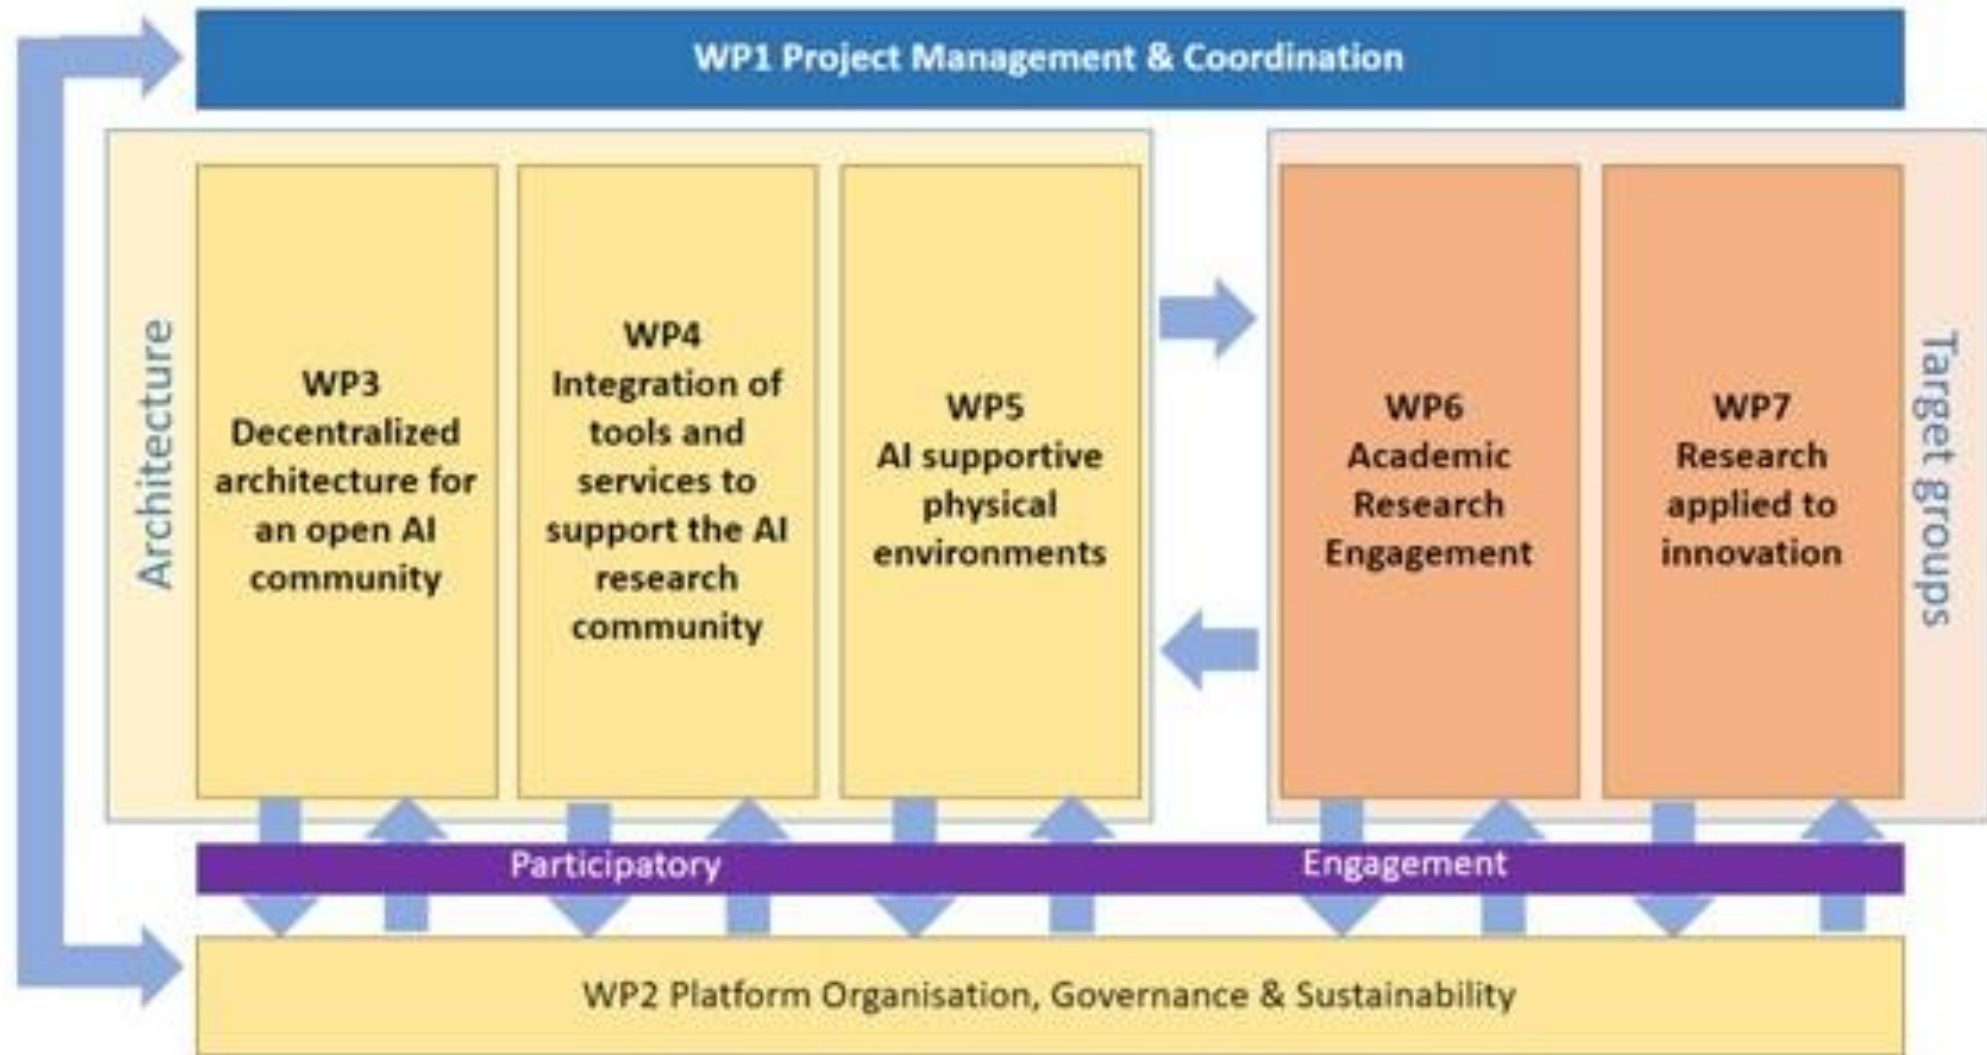 WP1 Project Management & Coordination
Architecture
WP3
Decentralized
architecture for
an open AI
community
WP4
Integration of
tools and
services to
support the AI
research
community
WP5
AI supportive
physical
environments
WP6
Academic
Research
Engagement
WP7
Research
applied to
innovation
Target groups
Participatory Engagement
WP2 Platform Organisation, Governance & Sustainability